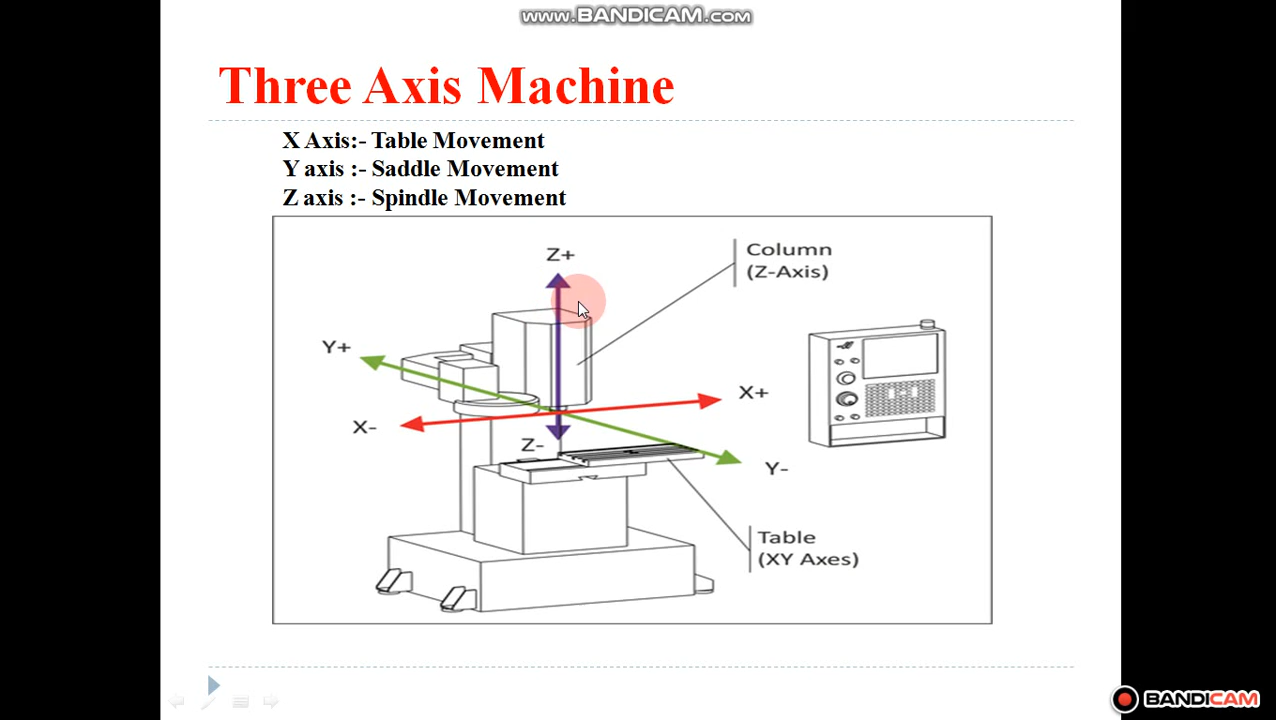 www.BANDICAM.com
Three Axis Machine
X Axis:- Table Movement
Y axis :- Saddle Movement
Z axis :- Spindle Movement
Z+
Column
(Z-Axis)
Y+
X+
X-
Z-
Y-
Table
(XY Axes)
BANDICAM